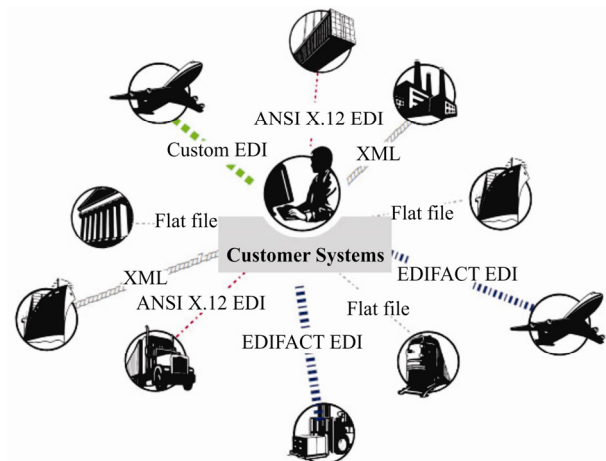 ANSI X.12 EDI
Custom EDI
XML
Flat file
Flat file
Customer Systems
EDIFACT EDI
XML
ANSI X.12 EDI
Flat file
EDIFACT EDI